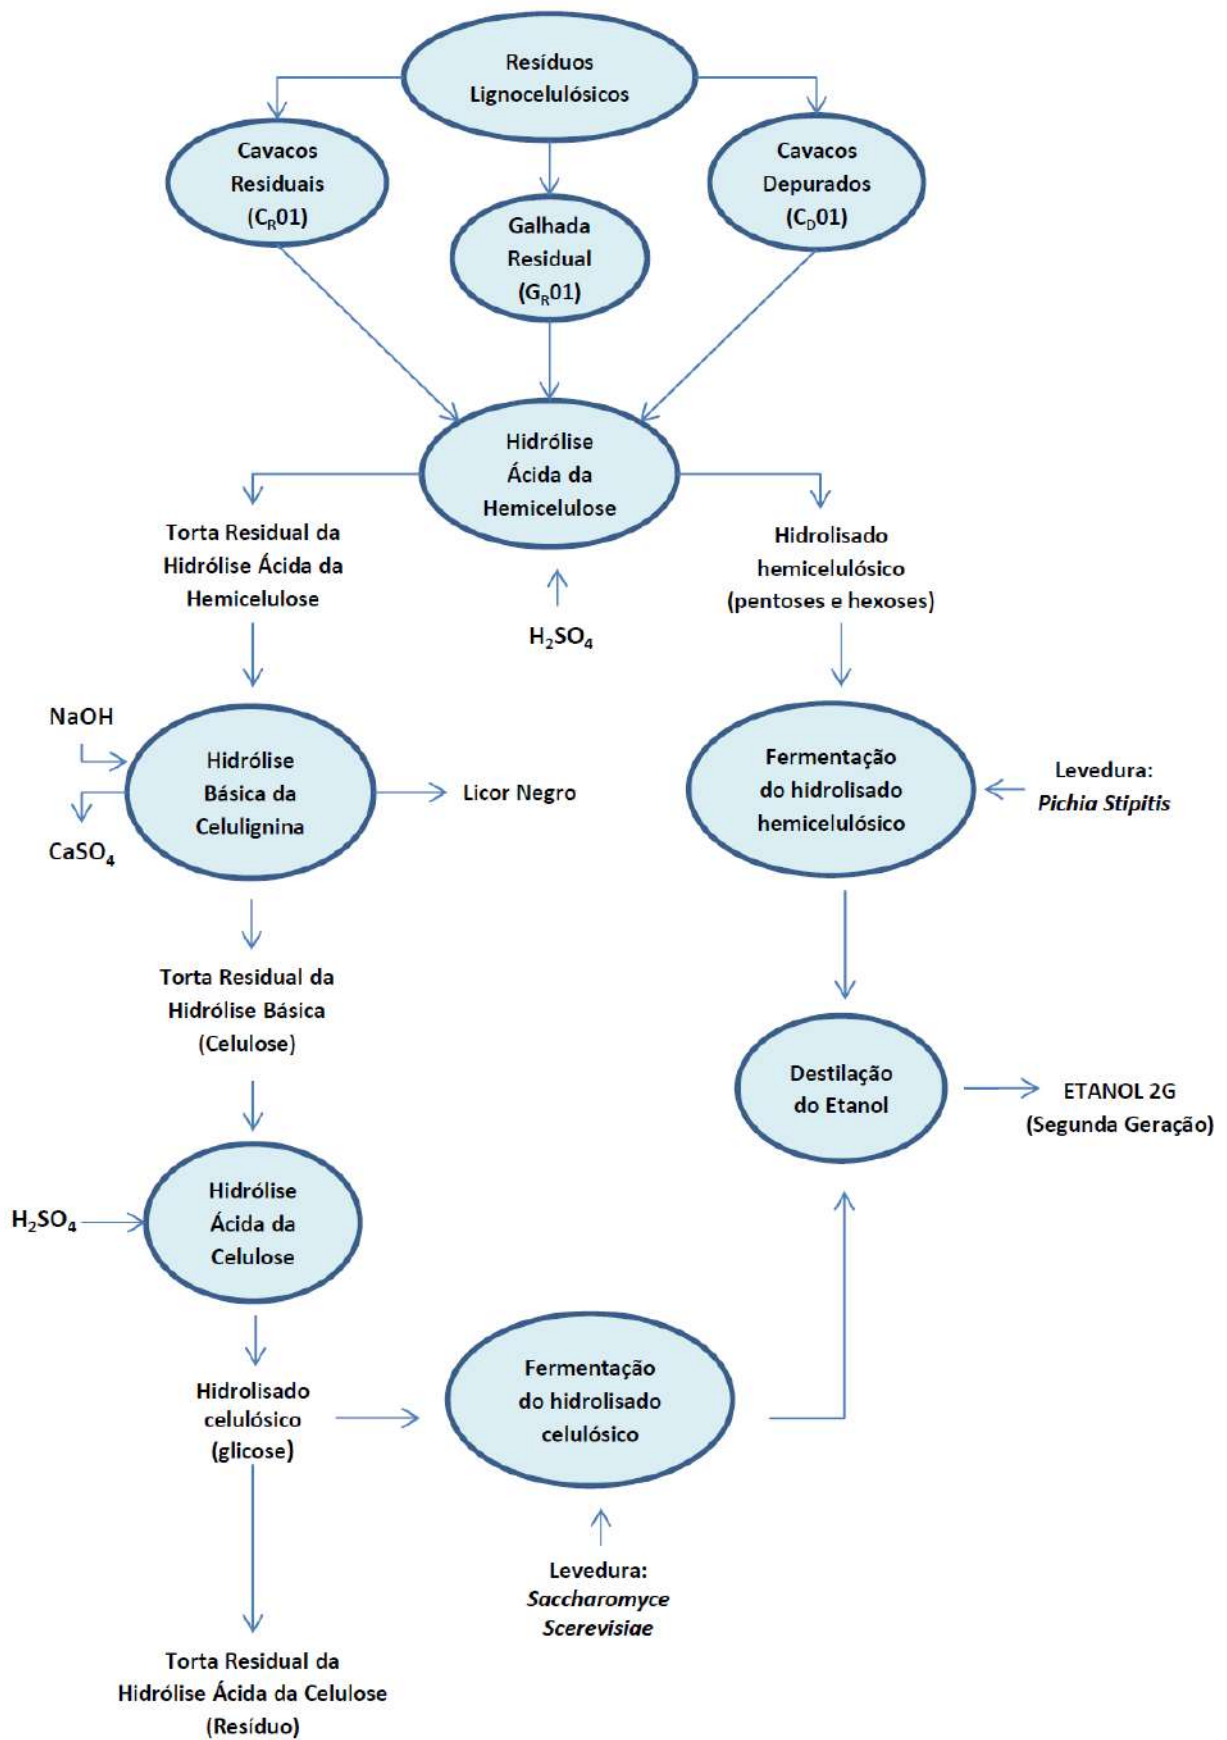 Resíduos
Lignocelulósicos
Cavacos
Residuais
(C_R01)
Galhada
Residual
(G_R01)
Cavacos
Depurados
(C_D01)
Hidrólise
Ácida da
Hemicelulose
H₂SO₄
Torta Residual da
Hidrólise Ácida da
Hemicelulose
Hidrolisado
hemicelulósico
(pentoses e hexoses)
NaOH
CaSO₄
Hidrólise
Básica da
Celulignina
Licor Negro
Fermentação
do hidrolisado
hemicelulósico
Levedura:
Pichia Stipitis
Torta Residual da
Hidrólise Básica
(Celulose)
Destilação
do Etanol
ETANOL 2G
(Segunda Geração)
H₂SO₄
Hidrólise
Ácida da
Celulose
Hidrolisado
celulósico
(glicose)
Fermentação
do hidrolisado
celulósico
Levedura:
Saccharomyce
Scerevisiae
Torta Residual da
Hidrólise Ácida da Celulose
(Resíduo)